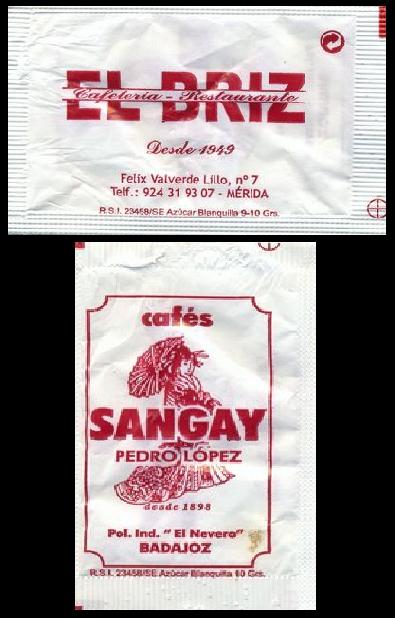 EL BRIZ
Cafetería - Restaurante
Desde 1949
Felix Valverde Lillo, nº 7
Telf.: 924 31 93 07 - MÉRIDA
R.S.I. 23458/SE Azúcar Blanquilla 9-10 Grs.
cafés
SANGAY
PEDRO LÓPEZ
desde 1898
Pol. Ind. "El Nevero"
BADAJOZ
R.S.I. 23458/SE Azúcar Blanquilla 10 Grs.